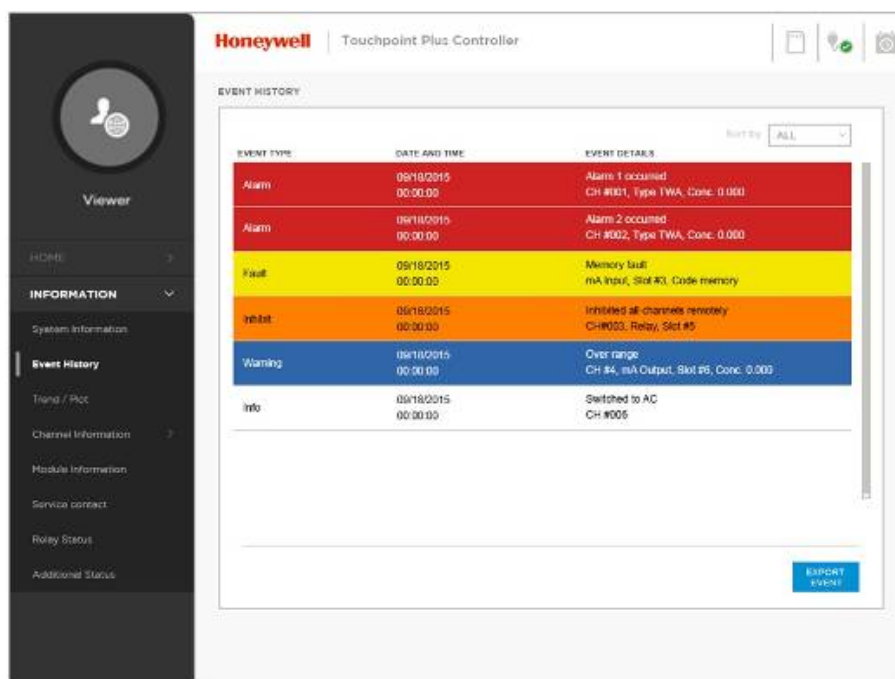 Honeywell
Touchpoint Plus Controller
EVENT HISTORY
Sort by
ALL
EVENT TYPE
DATE AND TIME
EVENT DETAILS
Alarm
09/18/2015
00:00:00
Alarm 1 occurred
CH #001, Type TWA, Conc. 0.000
Alarm
09/18/2015
00:00:00
Alarm 2 occurred
CH #002, Type TWA, Conc. 0.000
Fault
09/18/2015
00:00:00
Memory fault
mA Input, Slot #3, Code memory
Inhibit
09/18/2015
00:00:00
Inhibited all channels remotely
CH#003, Relay, Slot #5
Warning
09/18/2015
00:00:00
Over range
CH #4, mA Output, Slot #6, Conc. 0.000
Info
09/18/2015
00:00:00
Switched to AC
CH #006
EXPORT
EVENT
Viewer
HOME
INFORMATION
System Information
Event History
Trend / Plot
Channel Information
Module Information
Service contact
Relay Status
Additional Status